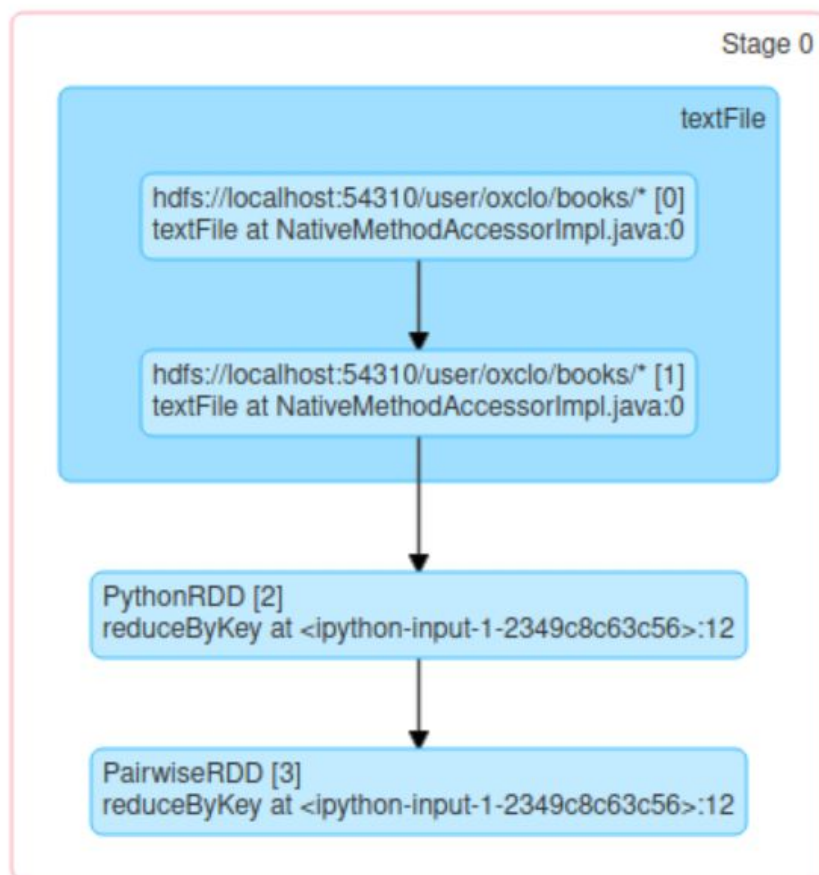 Stage 0
textFile
hdfs://localhost:54310/user/oxclo/books/* [0]
textFile at NativeMethodAccessorImpl.java:0
hdfs://localhost:54310/user/oxclo/books/* [1]
textFile at NativeMethodAccessorImpl.java:0
PythonRDD [2]
reduceByKey at <ipython-input-1-2349c8c63c56>:12
PairwiseRDD [3]
reduceByKey at <ipython-input-1-2349c8c63c56>:12